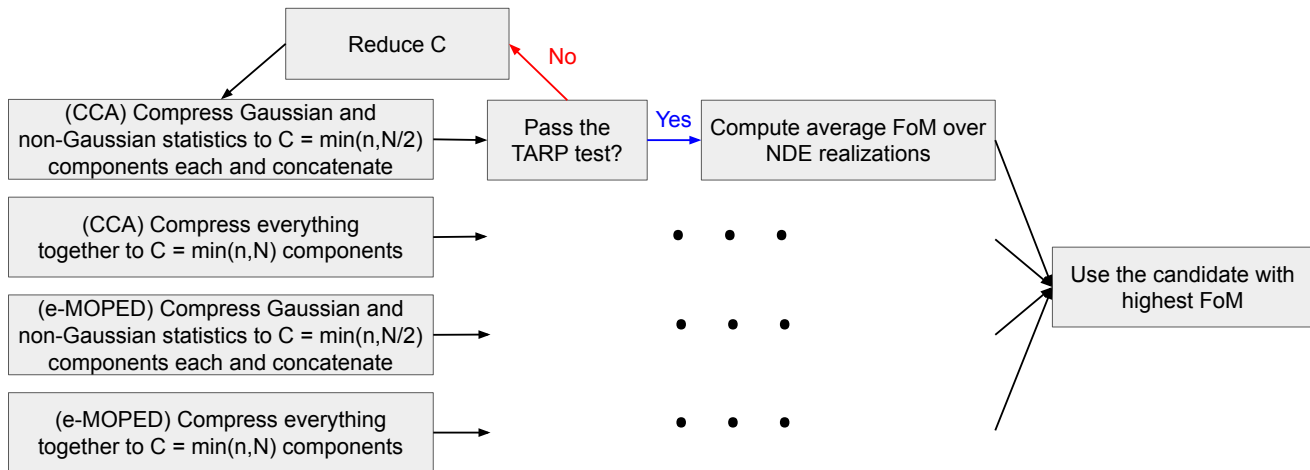 Reduce C
No
(CCA) Compress Gaussian and
non-Gaussian statistics to C = min(n,N/2)
components each and concatenate
Pass the
TARP test?
Yes
Compute average FoM over
NDE realizations
(CCA) Compress everything
together to C = min(n,N) components
Use the candidate with
highest FoM
(e-MOPED) Compress Gaussian and
non-Gaussian statistics to C = min(n,N/2)
components each and concatenate
(e-MOPED) Compress everything
together to C = min(n,N) components